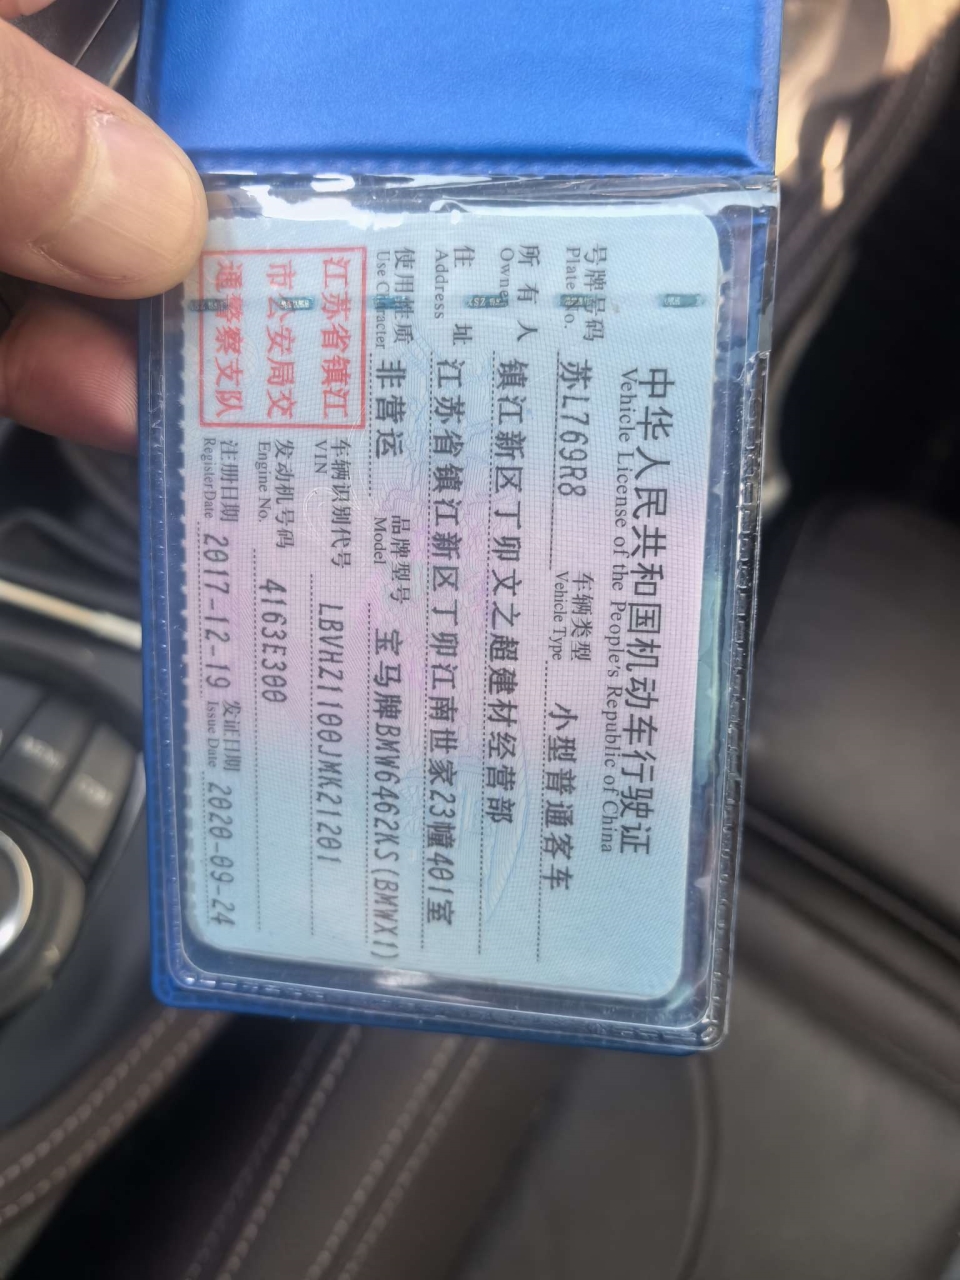 中华人民共和国机动车行驶证
Vehicle License of the People's Republic of China
号牌号码 苏L769R8 车辆类型 小型普通客车
Plate No. Vehicle Type
所有人 镇江新区丁卯文之超建材经营部
Owner
住址 江苏省镇江新区丁卯江南世家23幢401室
Address
使用性质 非营运 品牌型号 宝马牌BMW6462KS(BMWX1)
Use Character Model
江苏省镇江
市公安局交
通警察支队
车辆识别代号 LBVHZ1100JMK21201
VIN
发动机号码 4163E300
Engine No.
注册日期 2017-12-19 发证日期 2020-09-24
Register Date Issue Date